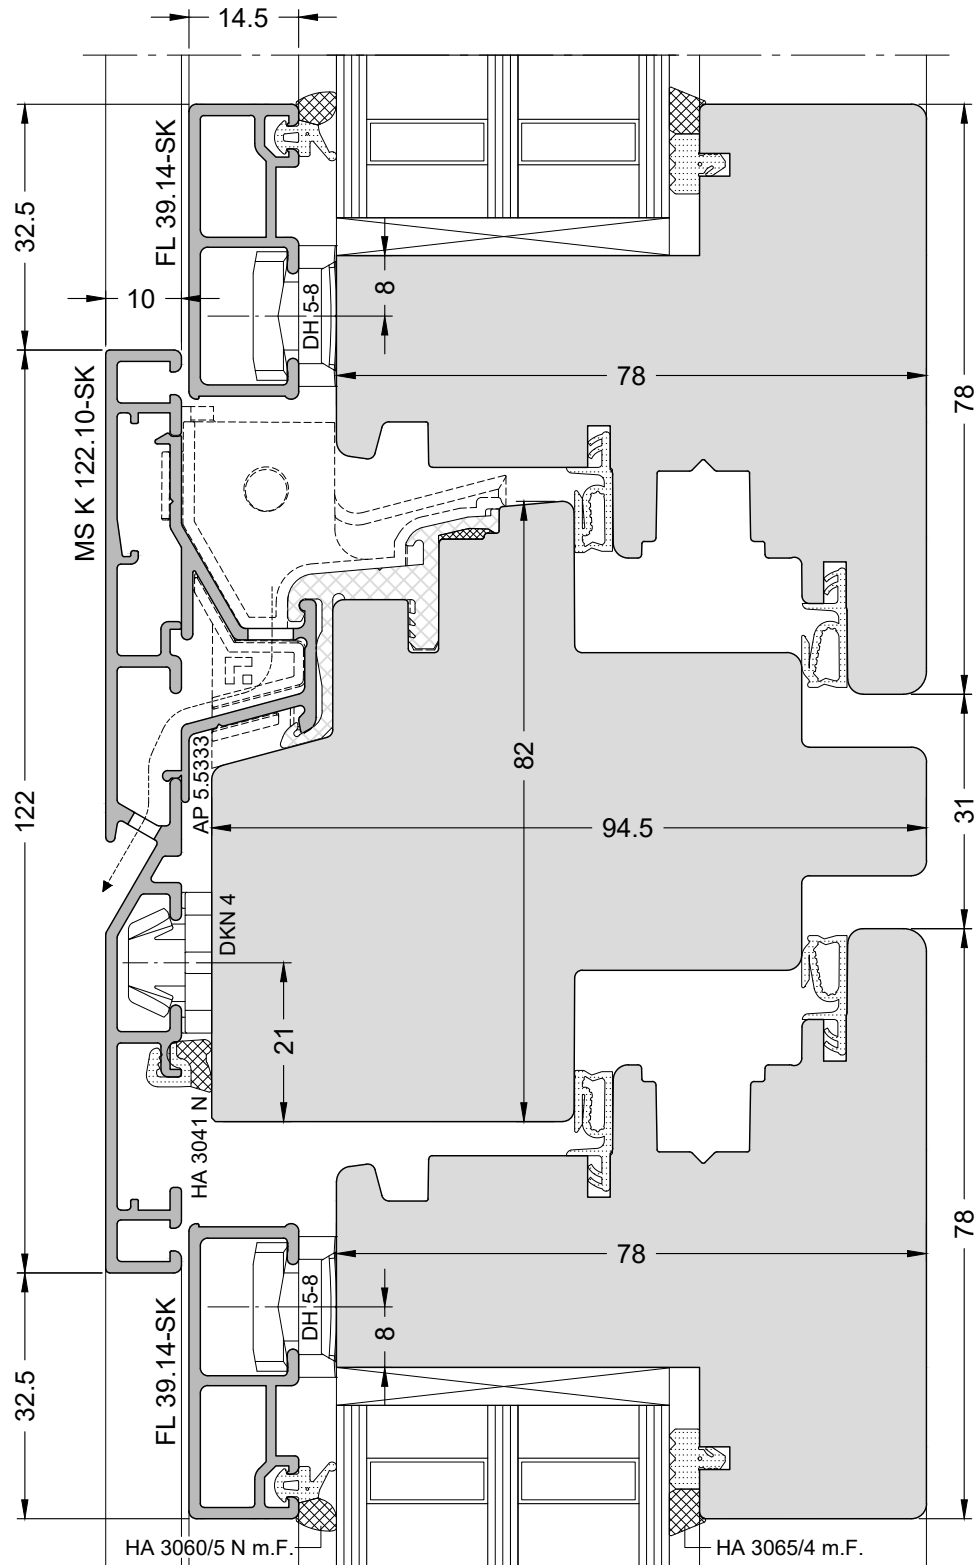 14.5
FL 39.14-SK
32.5
10
8
DH 5-8
78
78
MS K 122.10-SK
122
AP 5.5333
82
94.5
31
DKN 4
21
HA 3041 N
78
78
DH 5-8
8
FL 39.14-SK
32.5
HA 3060/5 N m.F.
HA 3065/4 m.F.